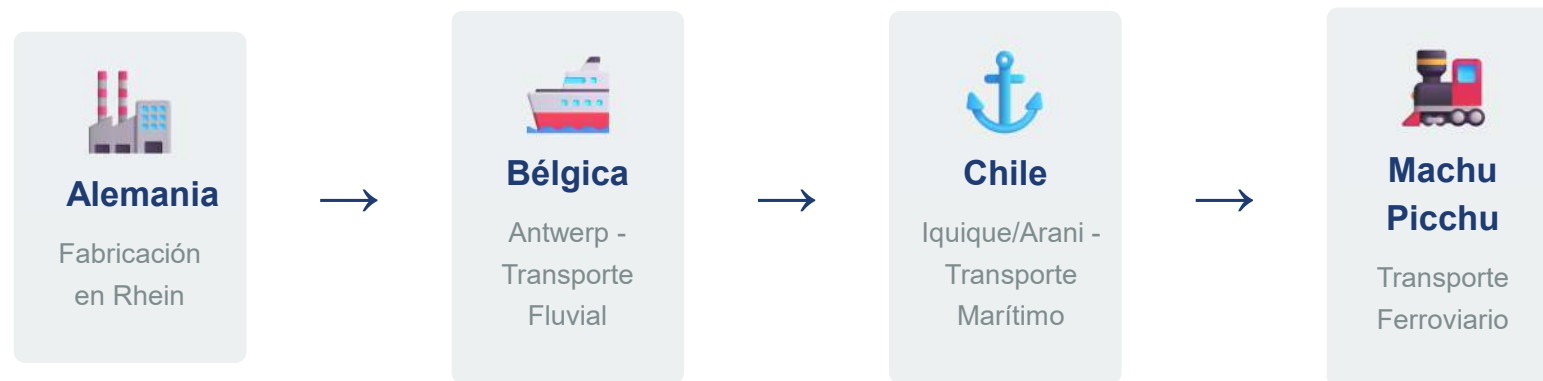 Alemania
Fabricación
en Rhein
→
Bélgica
Antwerp -
Transporte
Fluvial
→
Chile
Iquique/Arani -
Transporte
Marítimo
→
Machu
Picchu
Transporte
Ferroviario